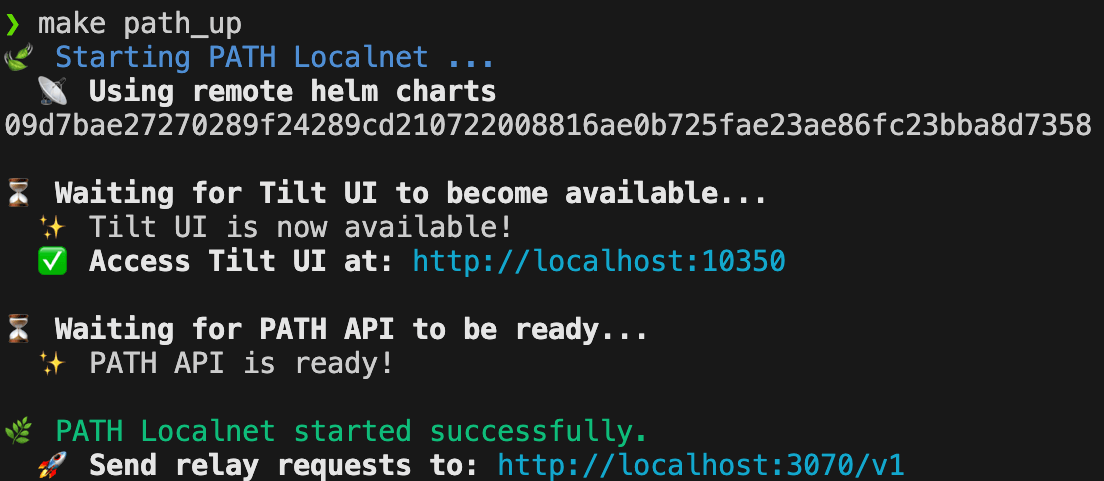 ❯ make path_up
🌿 Starting PATH Localnet ...
📡 Using remote helm charts
09d7bae27270289f24289cd210722008816ae0b725fae23ae86fc23bba8d7358
⏳ Waiting for Tilt UI to become available...
✨ Tilt UI is now available!
✅ Access Tilt UI at: http://localhost:10350
⏳ Waiting for PATH API to be ready...
✨ PATH API is ready!
🌿 PATH Localnet started successfully.
🚀 Send relay requests to: http://localhost:3070/v1